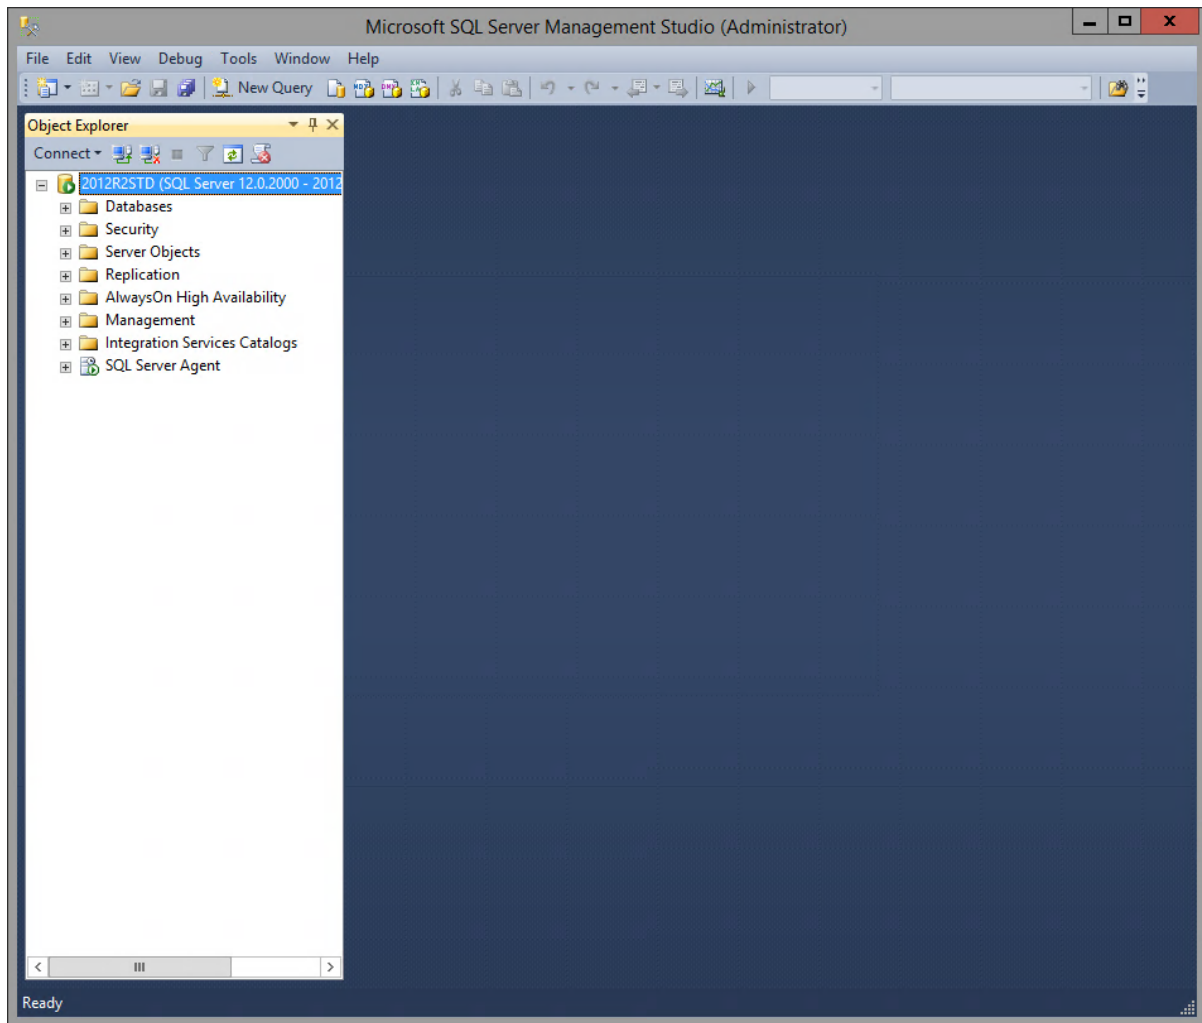 Microsoft SQL Server Management Studio (Administrator)
File Edit View Debug Tools Window Help
New Query
Object Explorer
Connect
2012R2STD (SQL Server 12.0.2000 - 2012
Databases
Security
Server Objects
Replication
AlwaysOn High Availability
Management
Integration Services Catalogs
SQL Server Agent
Ready